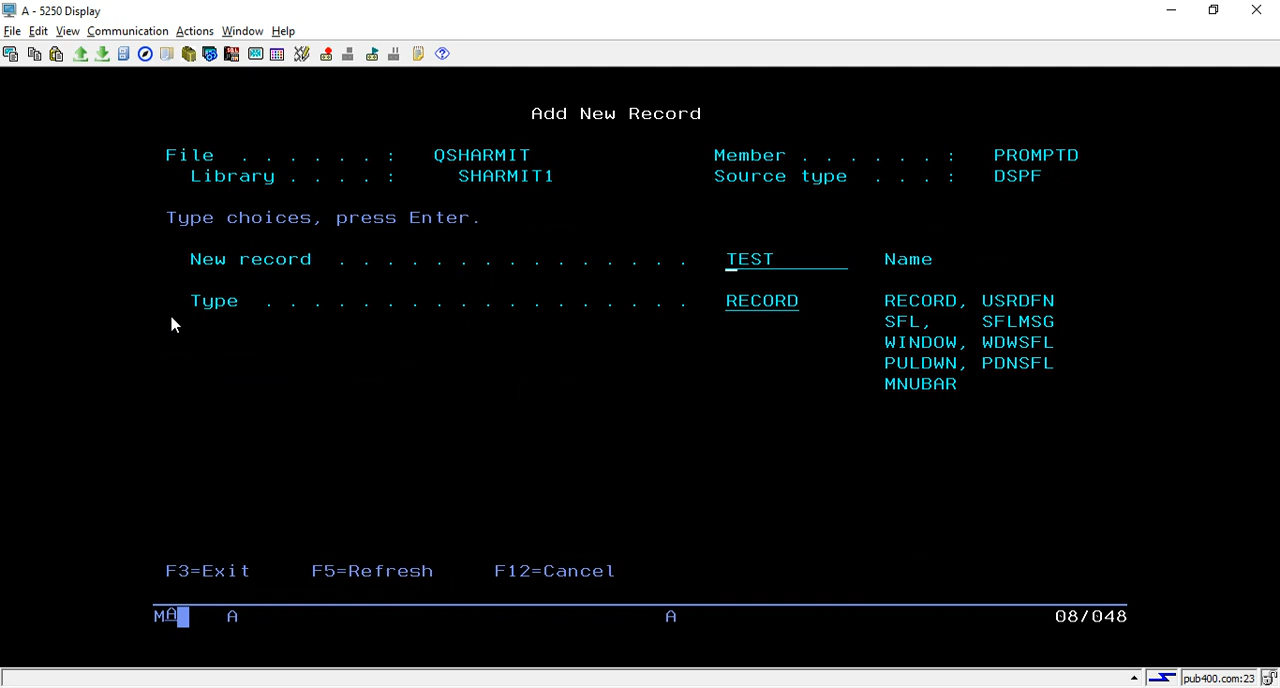 A - 5250 Display
File Edit View Communication Actions Window Help
Add New Record
File . . . . . . : QSHARMIT Member . . . . . . : PROMPTD
Library . . . . : SHARMIT1 Source type . . . : DSPF
Type choices, press Enter.
New record . . . . . . . . . . . . . . . TEST Name
Type . . . . . . . . . . . . . . . . . . RECORD RECORD, USRDFN
SFL, SFLMSG
WINDOW, WDWSFL
PULDWN, PDNSFL
MNUBAR
F3=Exit F5=Refresh F12=Cancel
MA A A 08/048
pub400.com:23